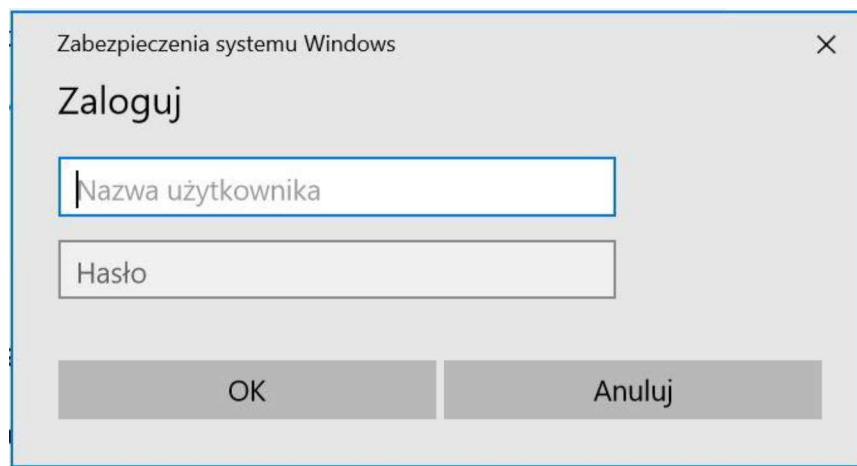 Zabezpieczenia systemu Windows
Zaloguj
Nazwa użytkownika
Hasło
OK
Anuluj